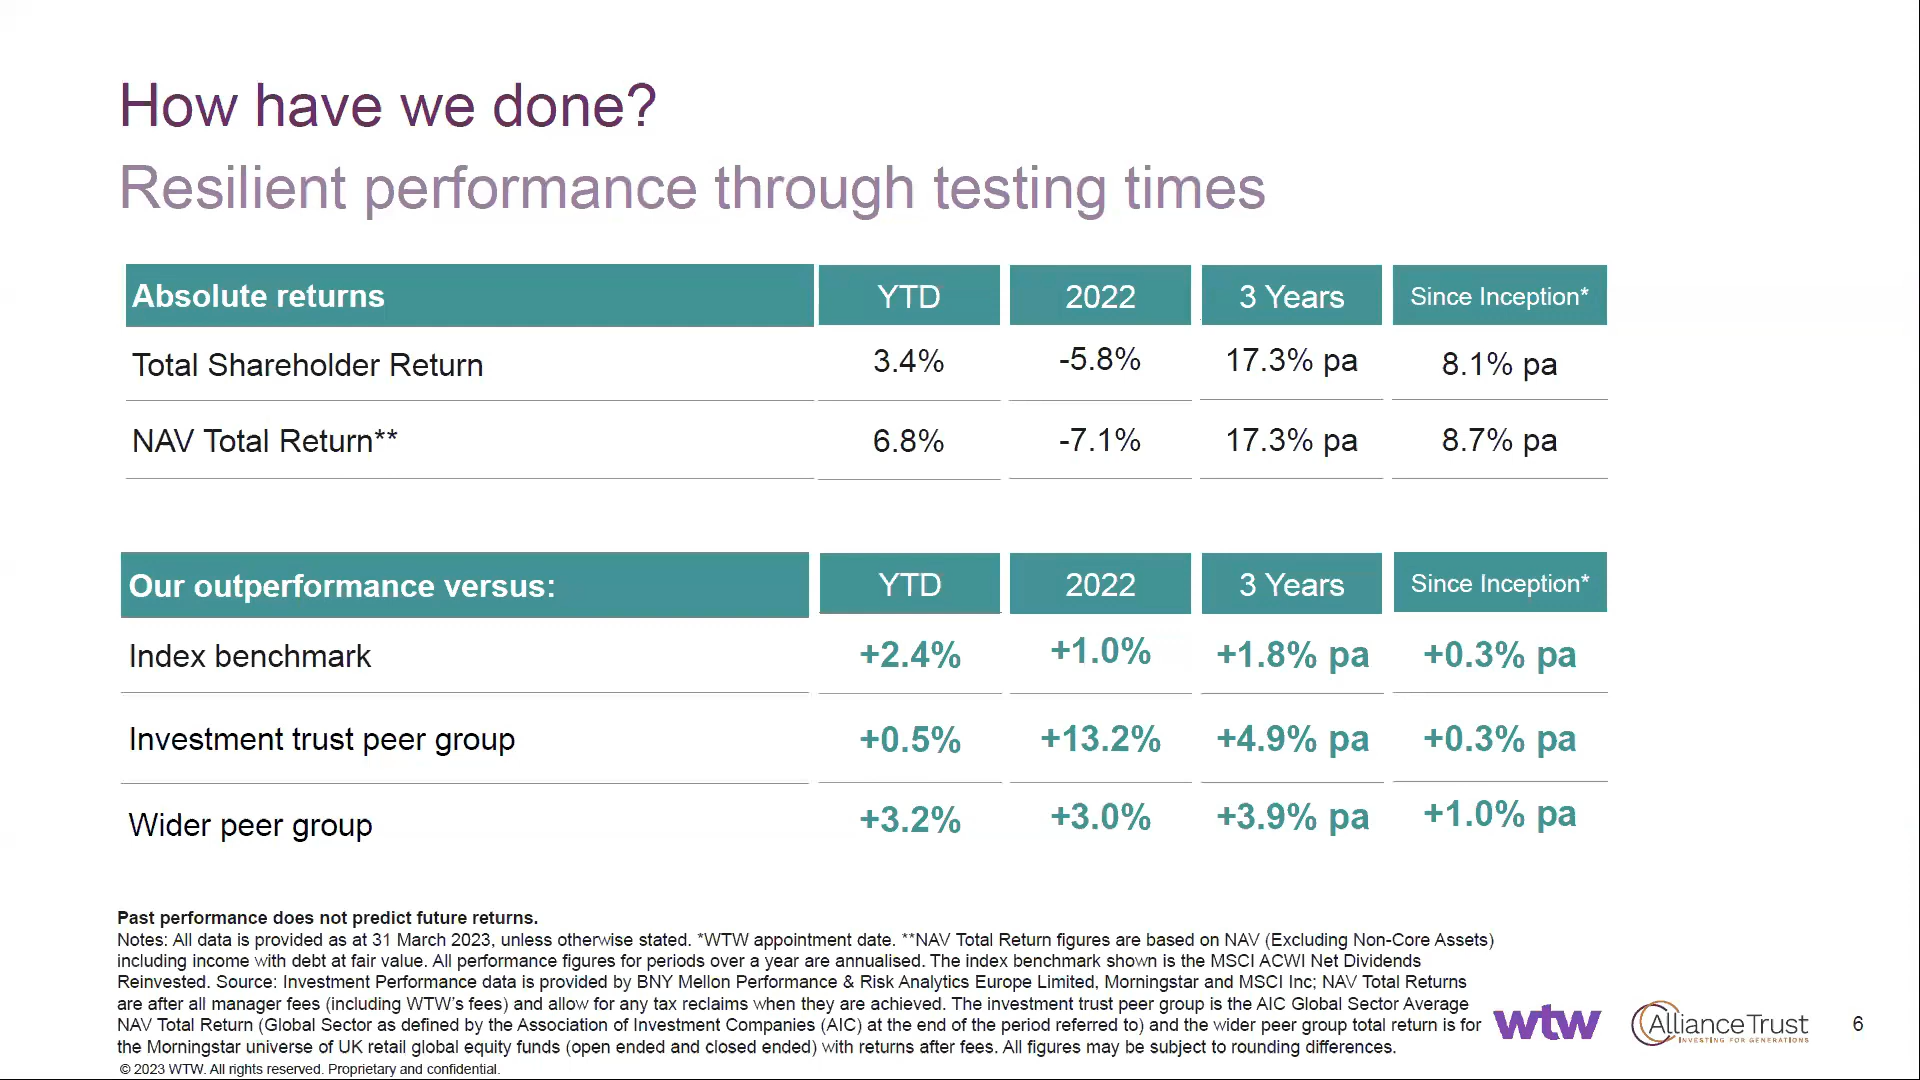 How have we done?
Resilient performance through testing times
Absolute returns YTD 2022 3 Years Since Inception*
Total Shareholder Return 3.4% -5.8% 17.3% pa 8.1% pa
NAV Total Return** 6.8% -7.1% 17.3% pa 8.7% pa
Our outperformance versus: YTD 2022 3 Years Since Inception*
Index benchmark +2.4% +1.0% +1.8% pa +0.3% pa
Investment trust peer group +0.5% +13.2% +4.9% pa +0.3% pa
Wider peer group +3.2% +3.0% +3.9% pa +1.0% pa
Past performance does not predict future returns.
Notes: All data is provided as at 31 March 2023, unless otherwise stated. *WTW appointment date. **NAV Total Return figures are based on NAV (Excluding Non-Core Assets)
including income with debt at fair value. All performance figures for periods over a year are annualised. The index benchmark shown is the MSCI ACWI Net Dividends
Reinvested. Source: Investment Performance data is provided by BNY Mellon Performance & Risk Analytics Europe Limited, Morningstar and MSCI Inc; NAV Total Returns
are after all manager fees (including WTW's fees) and allow for any tax reclaims when they are achieved. The investment trust peer group is the AIC Global Sector Average
NAV Total Return (Global Sector as defined by the Association of Investment Companies (AIC) at the end of the period referred to) and the wider peer group total return is for
the Morningstar universe of UK retail global equity funds (open ended and closed ended) with returns after fees. All figures may be subject to rounding differences.
© 2023 WTW. All rights reserved. Proprietary and confidential.
wtw
Alliance Trust
INVESTING FOR GENERATIONS
6